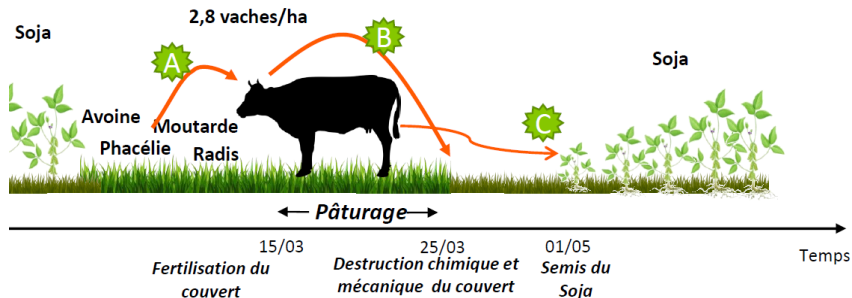 2,8 vaches/ha
Soja
B
A
Soja
Avoine
Moutarde
C
Phacélie
Radis
Pâturage
15/03
25/03
01/05
Temps
Fertilisation du
couvert
Destruction chimique et
mécanique du couvert
Semis du
Soja